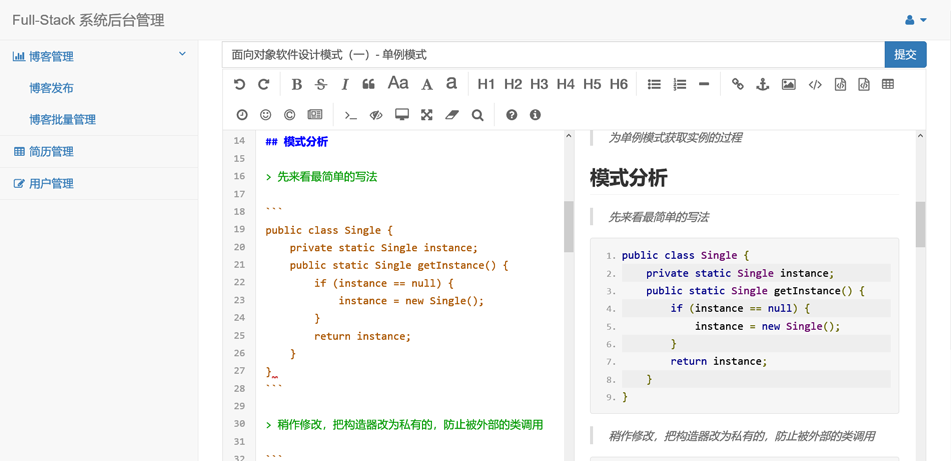 Full-Stack 系统后台管理
博客管理
博客发布
博客批量管理
简历管理
用户管理
面向对象软件设计模式（一）- 单例模式
提交
B S I Aa A a H1 H2 H3 H4 H5 H6
14 ## 模式分析
15
16 > 先来看最简单的写法
17
18 ```
19 public class Single {
20 private static Single instance;
21 public static Single getInstance() {
22 if (instance == null) {
23 instance = new Single();
24 }
25 return instance;
26 }
27 }
28 ```
29
30 > 稍作修改，把构造器改为私有的，防止被外部的类调用
31
32 ```
为单例模式获取实例的过程
模式分析
先来看最简单的写法
1. public class Single {
2. private static Single instance;
3. public static Single getInstance() {
4. if (instance == null) {
5. instance = new Single();
6. }
7. return instance;
8. }
9. }
稍作修改，把构造器改为私有的，防止被外部的类调用